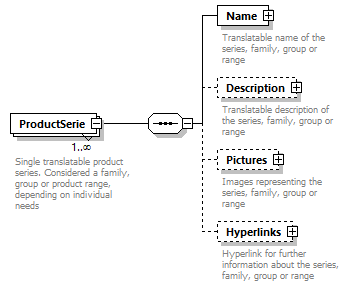 Name
Translatable name of the
series, family, group or
range
Description
Translatable description of
the series, family, group or
range
ProductSerie
1..∞
Single translatable product
series. Considered a family,
group or product range,
depending on individual
needs
Pictures
Images representing the
series, family, group or
range
Hyperlinks
Hyperlink for further
information about the series,
family, group or range